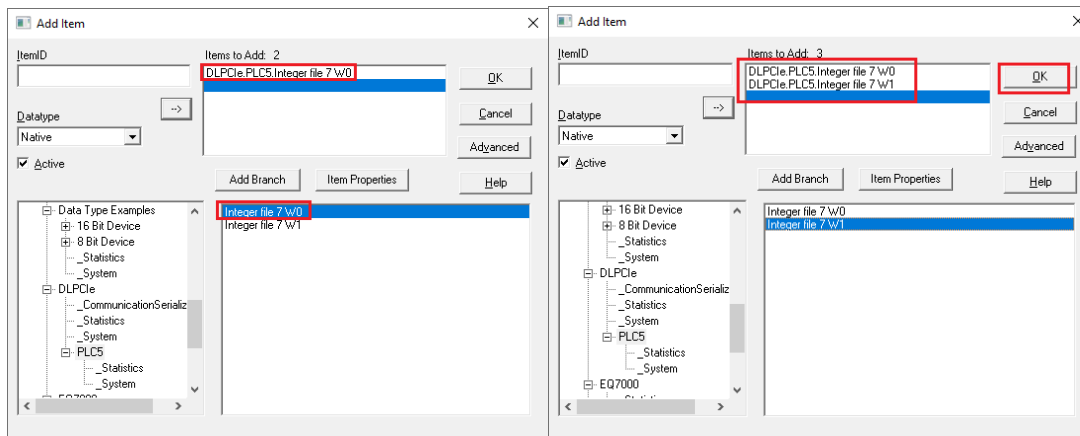 Add Item
ItemID
Items to Add: 2
DLPCIe.PLC5.Integer file 7 W0
OK
-->
Datatype
Cancel
Native
Advanced
Active
Add Branch
Item Properties
Help
Data Type Examples
16 Bit Device
8 Bit Device
_Statistics
_System
DLPCIe
_CommunicationSerializ
_Statistics
_System
PLC5
_Statistics
_System
Integer file 7 W0
Integer file 7 W1
Add Item
ItemID
Items to Add: 3
DLPCIe.PLC5.Integer file 7 W0
DLPCIe.PLC5.Integer file 7 W1
OK
-->
Datatype
Cancel
Native
Advanced
Active
Add Branch
Item Properties
Help
16 Bit Device
8 Bit Device
_Statistics
_System
DLPCIe
_CommunicationSerializ
_Statistics
_System
PLC5
_Statistics
_System
EQ7000
Integer file 7 W0
Integer file 7 W1